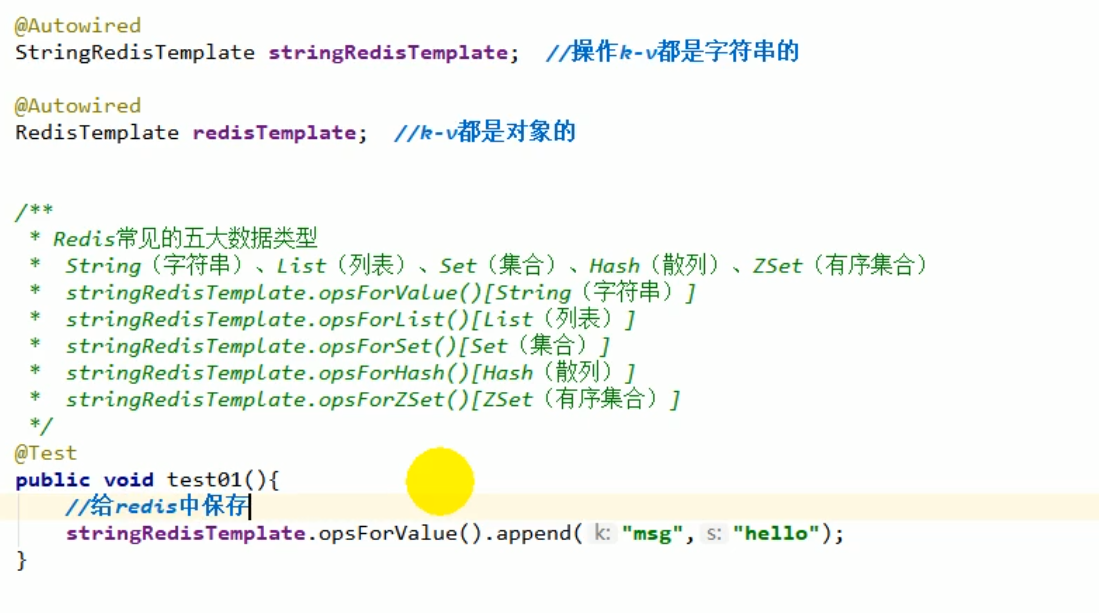 @Autowired
StringRedisTemplate stringRedisTemplate;  //操作k-v都是字符串的
@Autowired
RedisTemplate redisTemplate;  //k-v都是对象的
/**
 * Redis常见的五大数据类型
 *  String（字符串）、List（列表）、Set（集合）、Hash（散列）、ZSet（有序集合）
 *  stringRedisTemplate.opsForValue()[String（字符串）]
 *  stringRedisTemplate.opsForList()[List（列表）]
 *  stringRedisTemplate.opsForSet()[Set（集合）]
 *  stringRedisTemplate.opsForHash()[Hash（散列）]
 *  stringRedisTemplate.opsForZSet()[ZSet（有序集合）]
 */
@Test
public void test01(){
    //给redis中保存
    stringRedisTemplate.opsForValue().append( k: "msg", s: "hello");
}